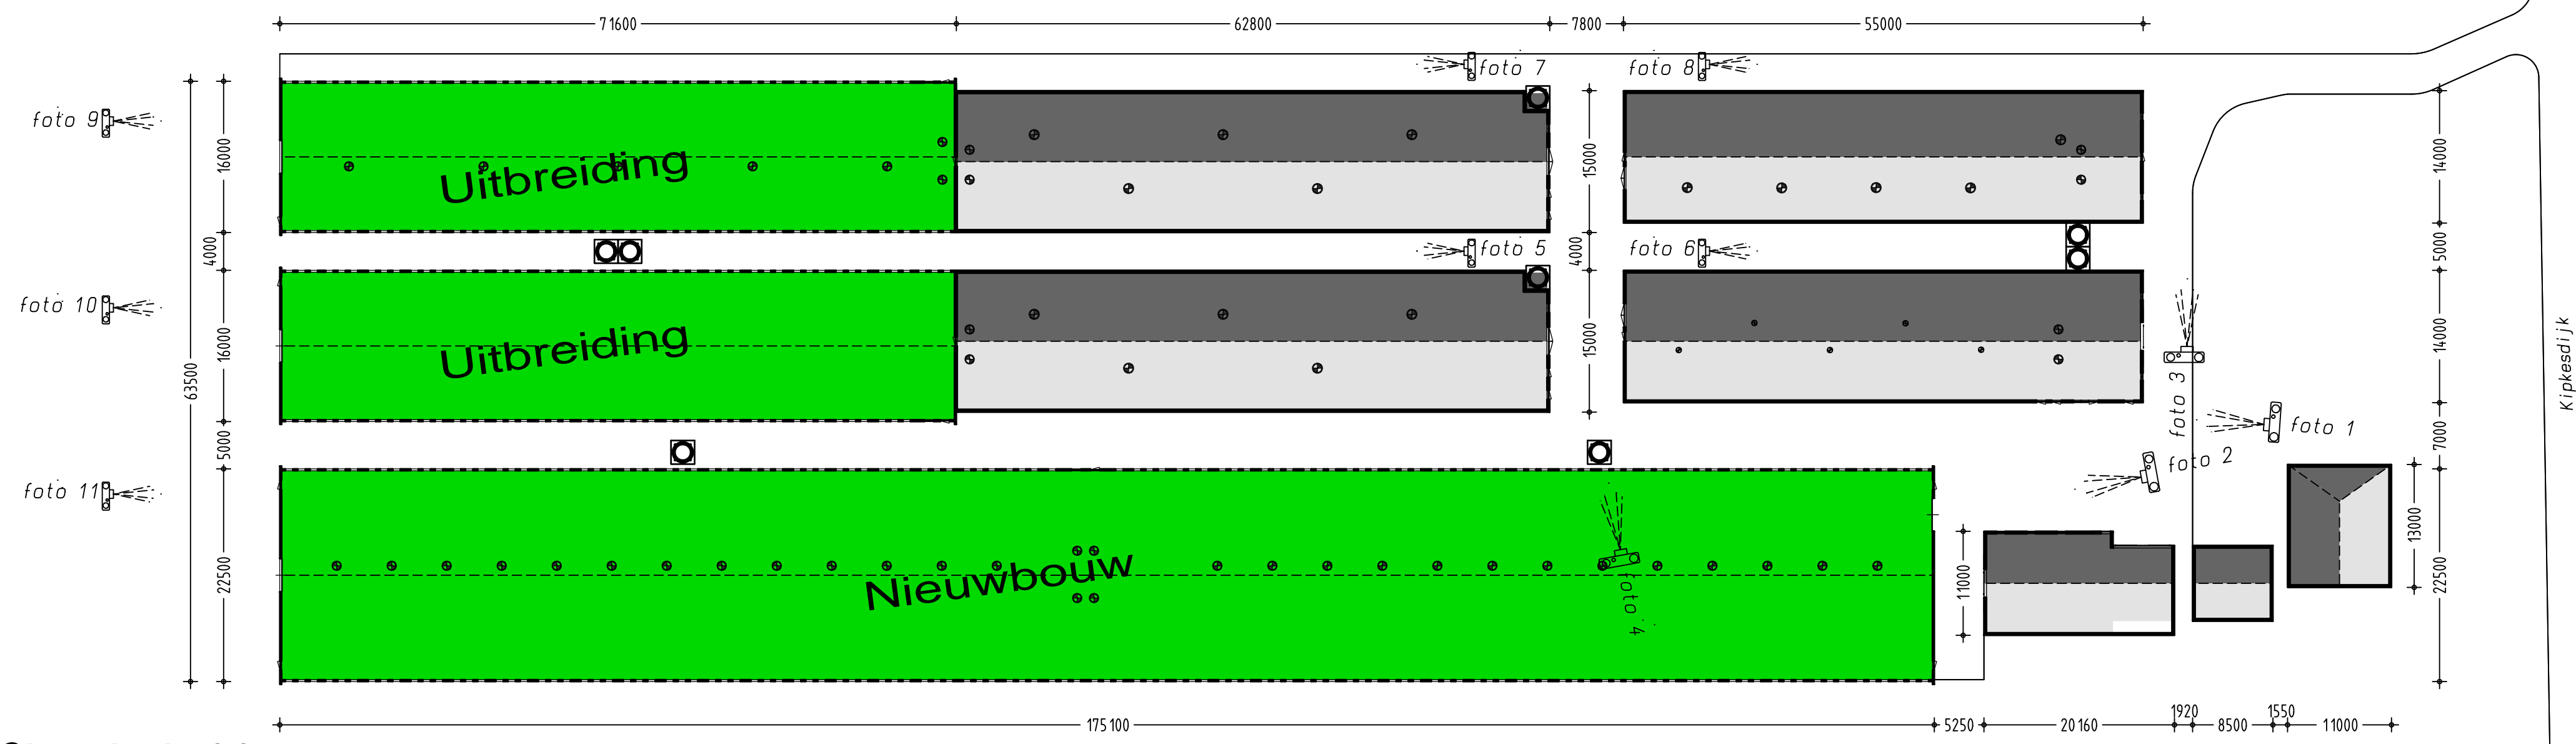 71600 62800 7800 55000
foto 7 foto 8
foto 9
16000 Uitbreiding 15000 14000
4000 foto 5 foto 6 4000 5000
foto 10
63500 16000 Uitbreiding 15000 14000 Kipkesdijk
foto 3
5000 foto 1 7000
foto 2
foto 11
22500 Nieuwbouw 11000 13000 22500
foto 4
175100 5250 20160 1920 8500 1550 11000